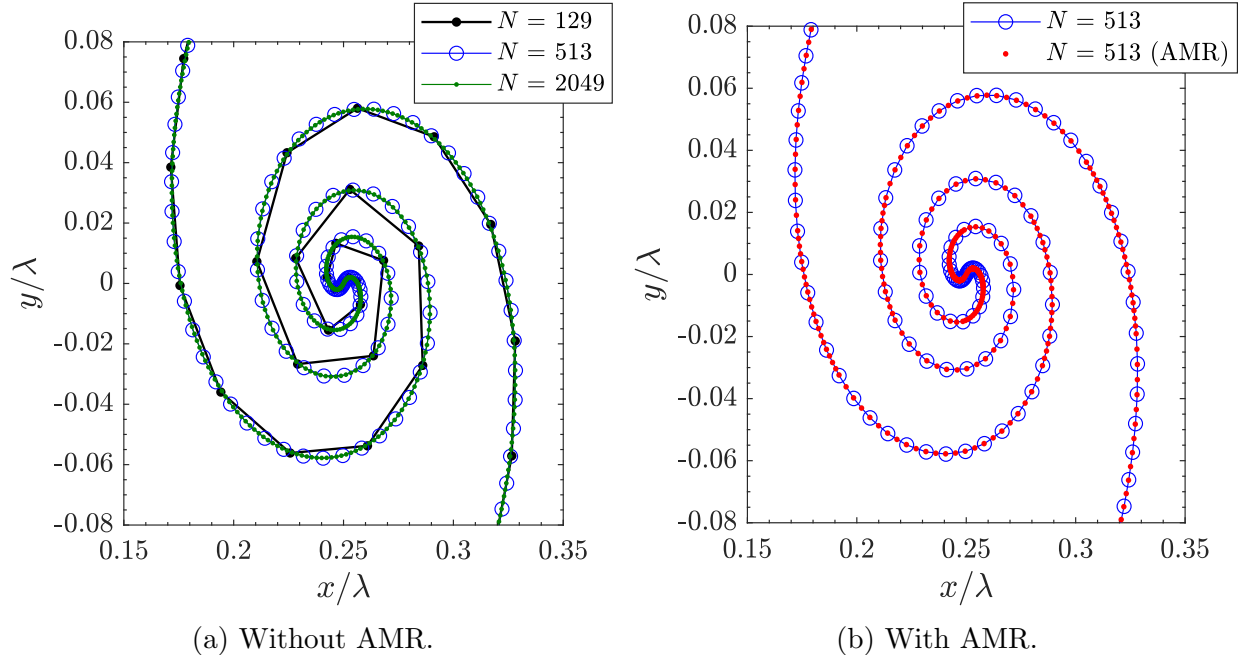 N = 129
N = 513
N = 2049
0.08
0.06
0.04
0.02
0
-0.02
-0.04
-0.06
-0.08
y/λ
0.15 0.2 0.25 0.3 0.35
x/λ
(a) Without AMR.
N = 513
N = 513 (AMR)
0.08
0.06
0.04
0.02
0
-0.02
-0.04
-0.06
-0.08
y/λ
0.15 0.2 0.25 0.3 0.35
x/λ
(b) With AMR.